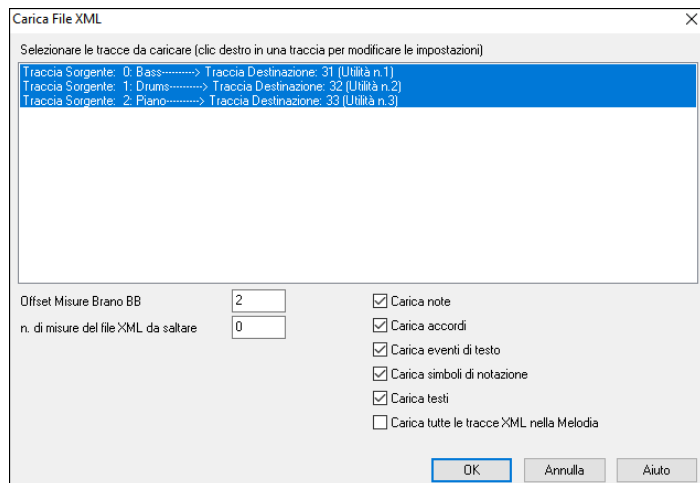 Carica File XML
Selezionare le tracce da caricare (clic destro in una traccia per modificare le impostazioni)
Traccia Sorgente: 0: Bass----------> Traccia Destinazione: 31 (Utilità n.1)
Traccia Sorgente: 1: Drums----------> Traccia Destinazione: 32 (Utilità n.2)
Traccia Sorgente: 2: Piano----------> Traccia Destinazione: 33 (Utilità n.3)
Offset Misure Brano BB 2
n. di misure del file XML da saltare 0
Carica note
Carica accordi
Carica eventi di testo
Carica simboli di notazione
Carica testi
Carica tutte le tracce XML nella Melodia
OK Annulla Aiuto